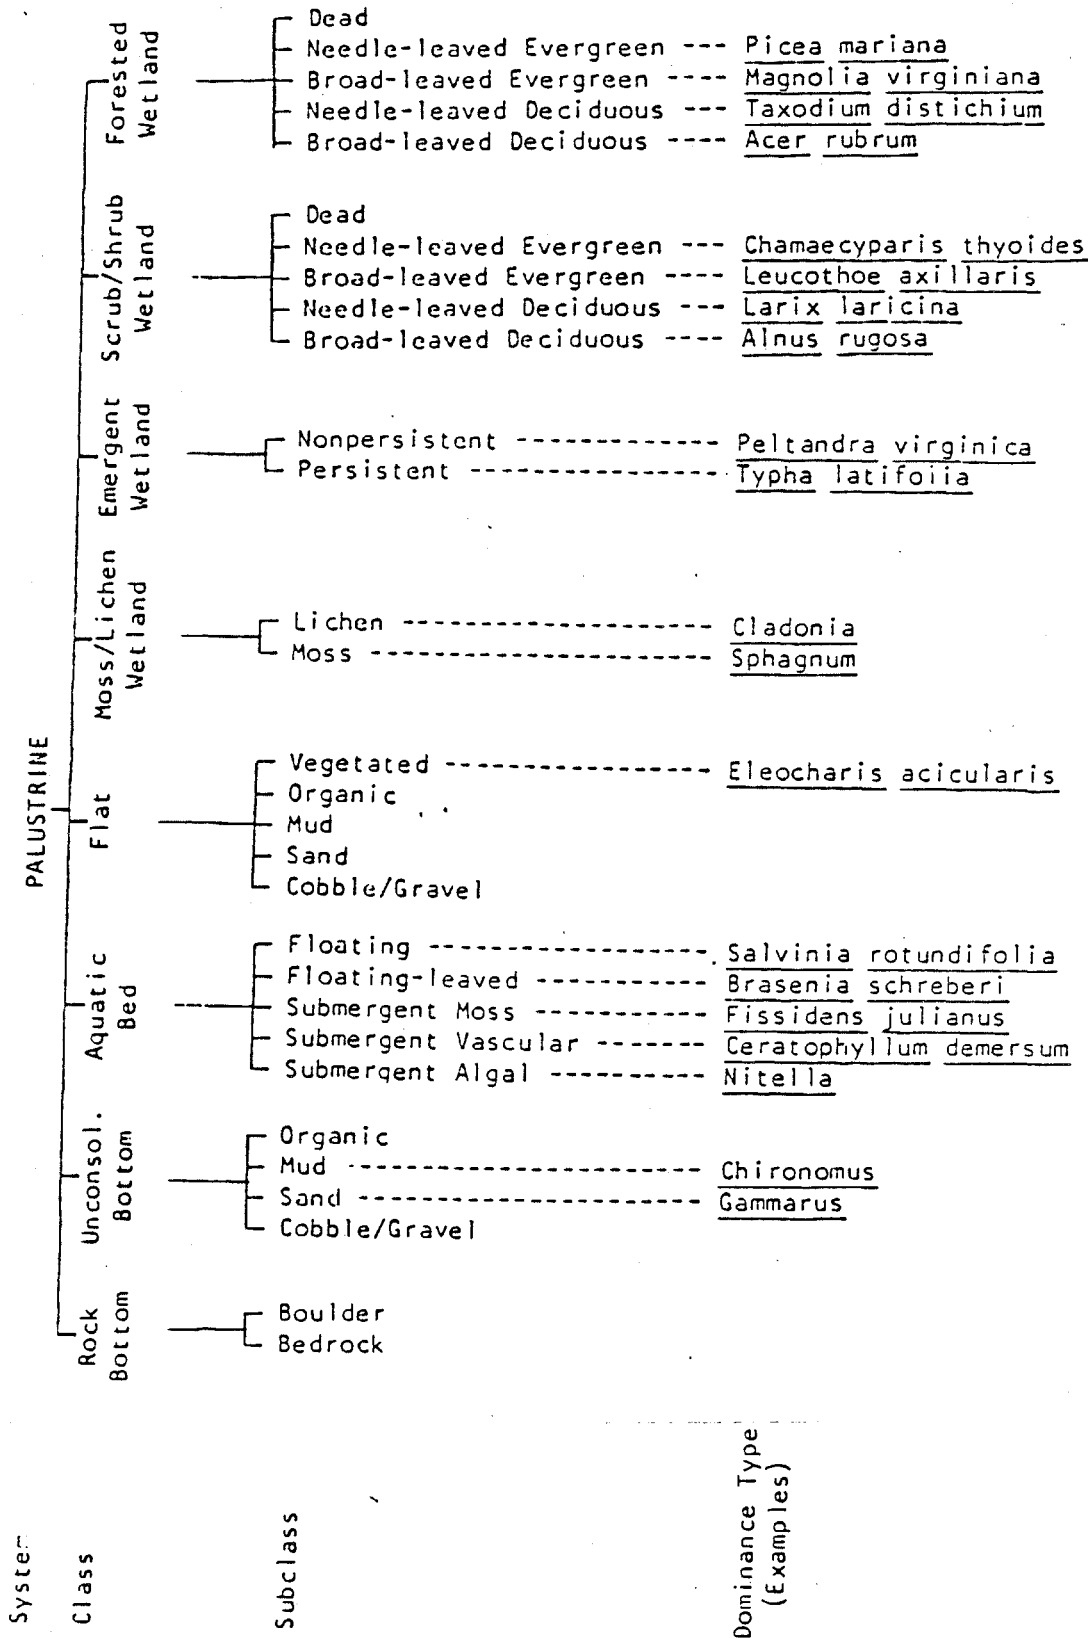 PALUSTRINE
Forested
Wetland
Dead
Needle-leaved Evergreen --- Picea mariana
Broad-leaved Evergreen ---- Magnolia virginiana
Needle-leaved Deciduous --- Taxodium distichium
Broad-leaved Deciduous ---- Acer rubrum
Scrub/Shrub
Wetland
Dead
Needle-leaved Evergreen --- Chamaecyparis thyoides
Broad-leaved Evergreen ---- Leucothoe axillaris
Needle-leaved Deciduous --- Larix laricina
Broad-leaved Deciduous ---- Alnus rugosa
Emergent
Wetland
Nonpersistent ------------- Peltandra virginica
Persistent ---------------- Typha latifolia
Moss/Lichen
Wetland
Lichen -------------------- Cladonia
Moss ---------------------- Sphagnum
Flat
Vegetated ----------------- Eleocharis acicularis
Organic
Mud
Sand
Cobble/Gravel
Aquatic
Bed
Floating ------------------ Salvinia rotundifolia
Floating-leaved ----------- Brasenia schreberi
Submergent Moss ----------- Fissidens julianus
Submergent Vascular ------- Ceratophyllum demersum
Submergent Algal ---------- Nitella
Unconsol.
Bottom
Organic
Mud ----------------------- Chironomus
Sand ---------------------- Gammarus
Cobble/Gravel
Rock
Bottom
Boulder
Bedrock
System
Class
Subclass
Dominance Type
(Examples)